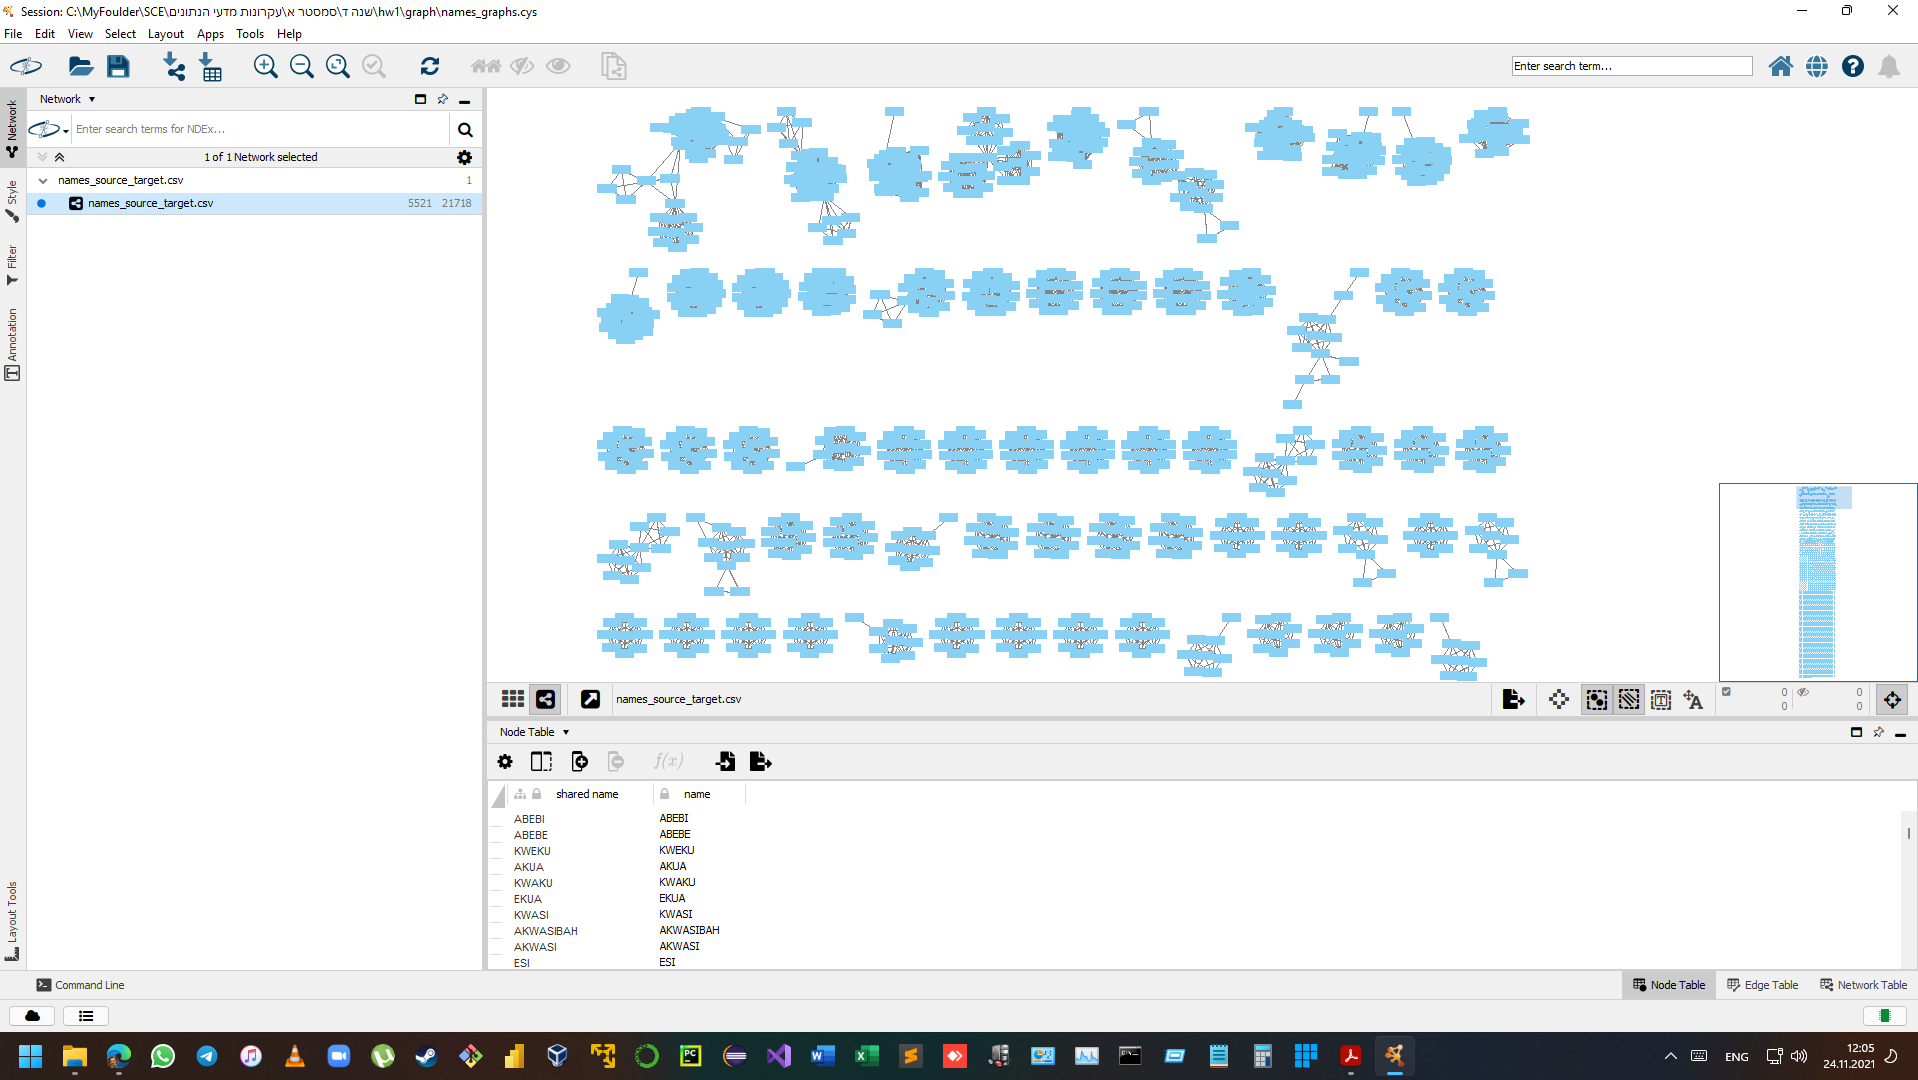 Session: C:\MyFoulder\SCE\שנה ד\סמסטר א\עקרונות מדעי הנתונים\hw1\graph\names_graphs.cys
File Edit View Select Layout Apps Tools Help
Enter search term...
Network
Network
Style
Filter
Annotation
Layout Tools
Enter search terms for NDEx...
1 of 1 Network selected
names_source_target.csv 1
names_source_target.csv 5521 21718
names_source_target.csv
0 0
0 0
Node Table
f(x)
shared name name
ABEBI ABEBI
ABEBE ABEBE
KWEKU KWEKU
AKUA AKUA
KWAKU KWAKU
EKUA EKUA
KWASI KWASI
AKWASIBAH AKWASIBAH
AKWASI AKWASI
ESI ESI
Command Line
Node Table Edge Table Network Table
ENG
12:05
24.11.2021